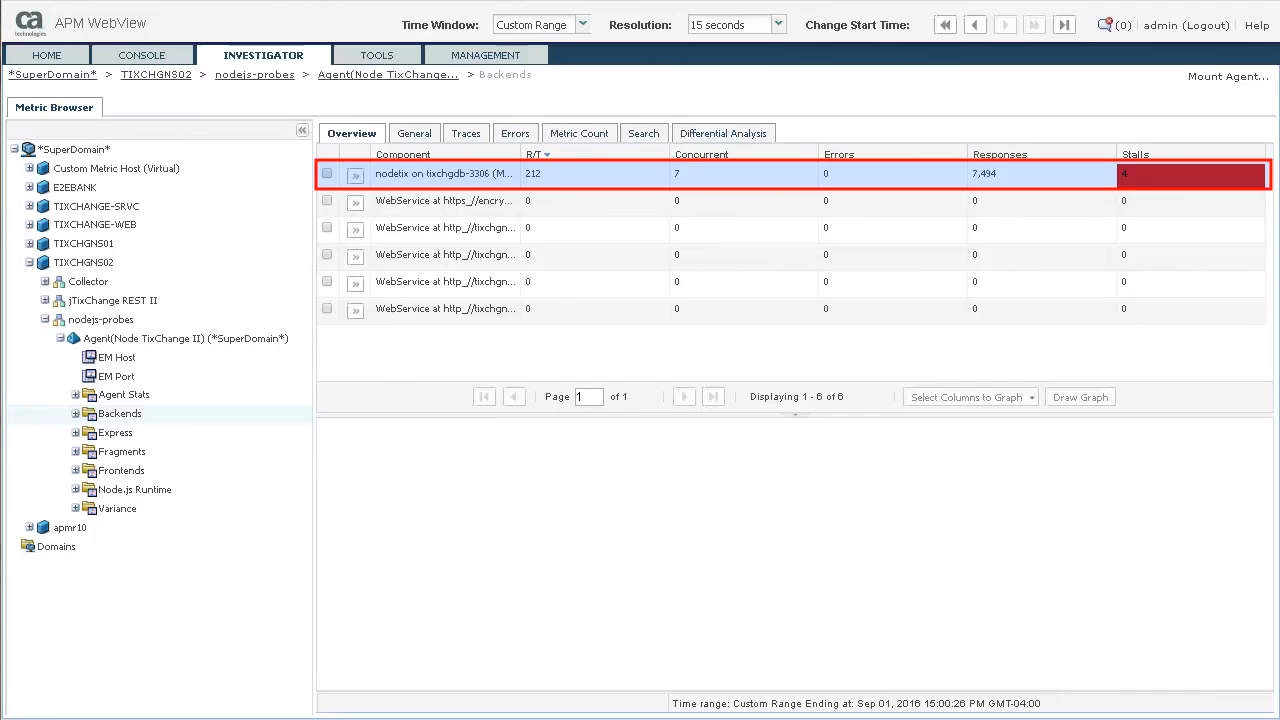 ca
technologies
APM WebView
Time Window: Custom Range Resolution: 15 seconds Change Start Time: (0) admin (Logout) Help
HOME CONSOLE INVESTIGATOR TOOLS MANAGEMENT
*SuperDomain* > TIXCHGNS02 > nodejs-probes > Agent(Node TixChange... > Backends
Mount Agent...
Metric Browser
*SuperDomain*
Custom Metric Host (Virtual)
EZEBANK
TIXCHANGE-SRVC
TIXCHANGE-WEB
TIXCHGNS01
TIXCHGNS02
Collector
jTixChange REST II
nodejs-probes
Agent(Node TixChange II) (*SuperDomain*)
EM Host
EM Port
Agent Stats
Backends
Express
Fragments
Frontends
Node.js Runtime
Variance
apmr10
Domains
Overview General Traces Errors Metric Count Search Differential Analysis
Component R/T Concurrent Errors Responses Stalls
nodetix on tixchgdb-3306 (M... 212 7 0 7,494 4
WebService at https_//encry... 0 0 0 0 0
WebService at http_//tixchgn... 0 0 0 0 0
WebService at http_//tixchgn... 0 0 0 0 0
WebService at http_//tixchgn... 0 0 0 0 0
WebService at http_//tixchgn... 0 0 0 0 0
Page 1 of 1 Displaying 1 - 6 of 6 Select Columns to Graph Draw Graph
Time range: Custom Range Ending at: Sep 01, 2016 15:00:26 PM GMT-04:00